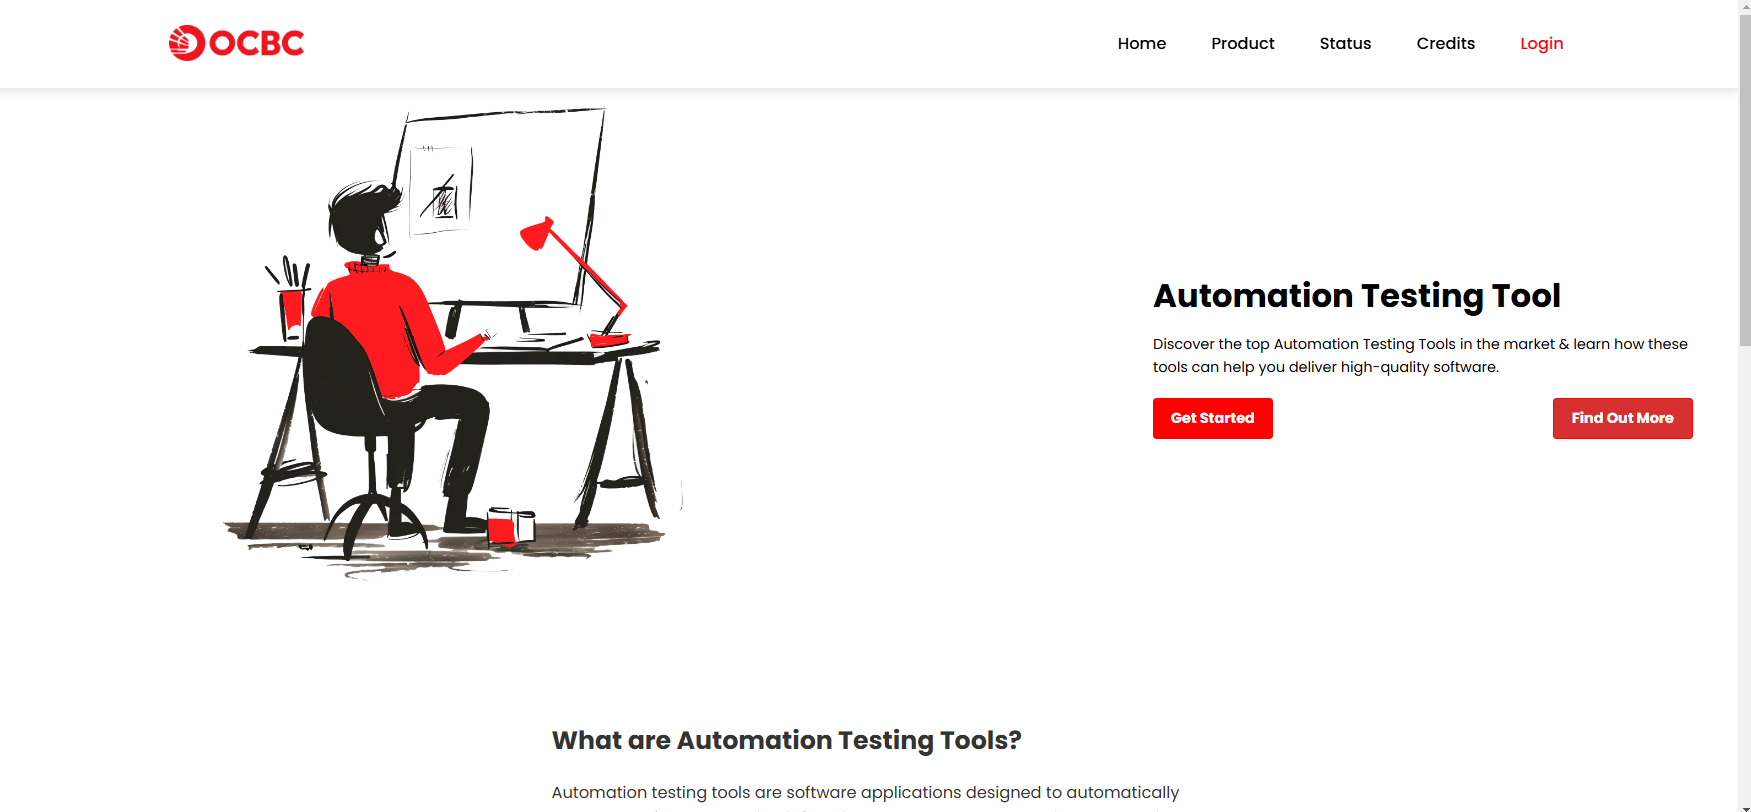 OCBC
Home Product Status Credits Login
Automation Testing Tool
Discover the top Automation Testing Tools in the market & learn how these
tools can help you deliver high-quality software.
Get Started Find Out More
What are Automation Testing Tools?
Automation testing tools are software applications designed to automatically